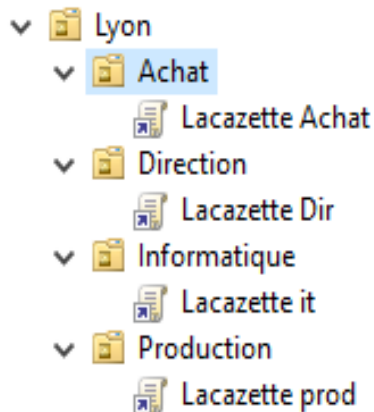 Lyon
Achat
Lacazette Achat
Direction
Lacazette Dir
Informatique
Lacazette it
Production
Lacazette prod